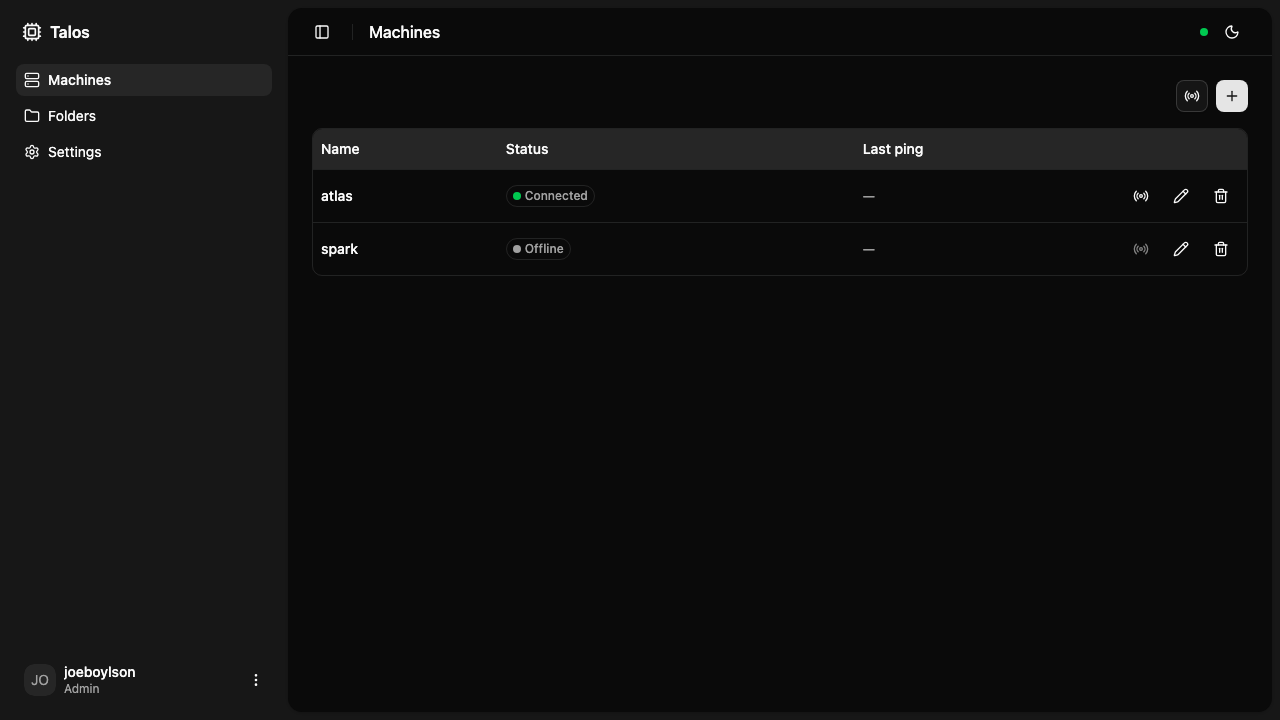 Talos
Machines
Folders
Settings
Machines
Name Status Last ping
atlas Connected —
spark Offline —
JO
joeboylson
Admin